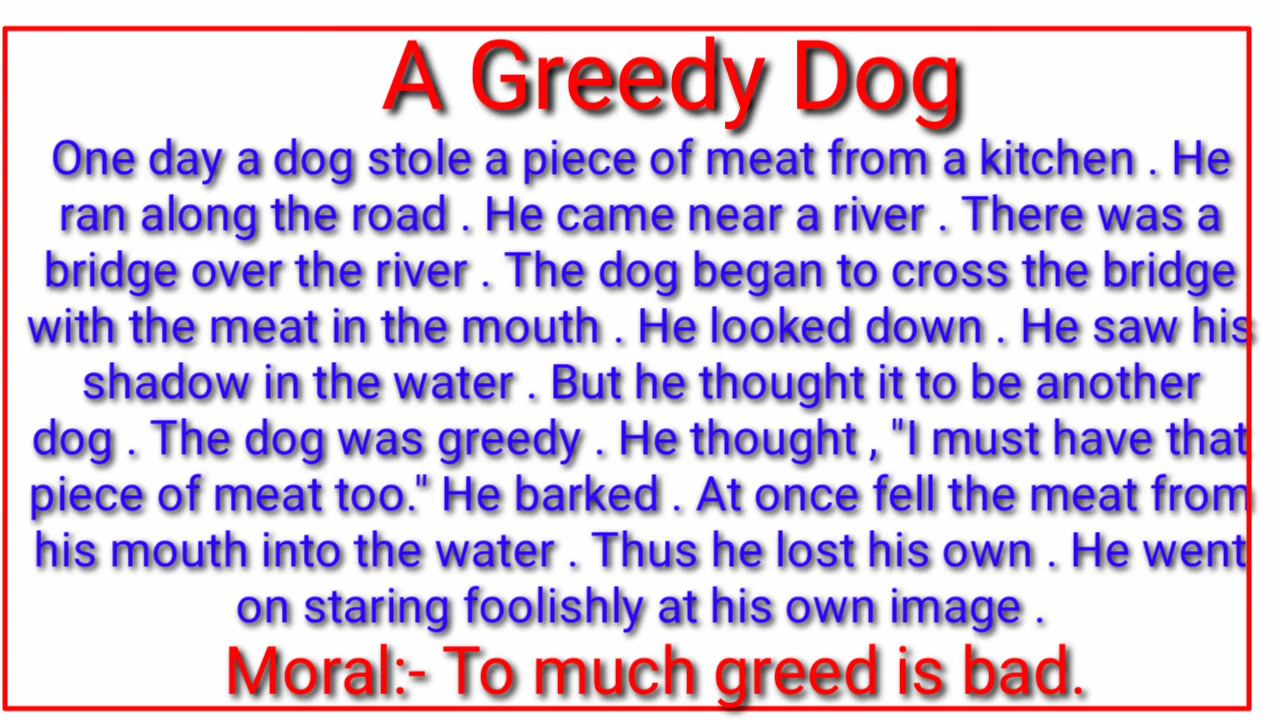 A Greedy Dog
One day a dog stole a piece of meat from a kitchen . He
ran along the road . He came near a river . There was a
bridge over the river . The dog began to cross the bridge
with the meat in the mouth . He looked down . He saw his
shadow in the water . But he thought it to be another
dog . The dog was greedy . He thought , "I must have that
piece of meat too." He barked . At once fell the meat from
his mouth into the water . Thus he lost his own . He went
on staring foolishly at his own image .
Moral:- To much greed is bad.